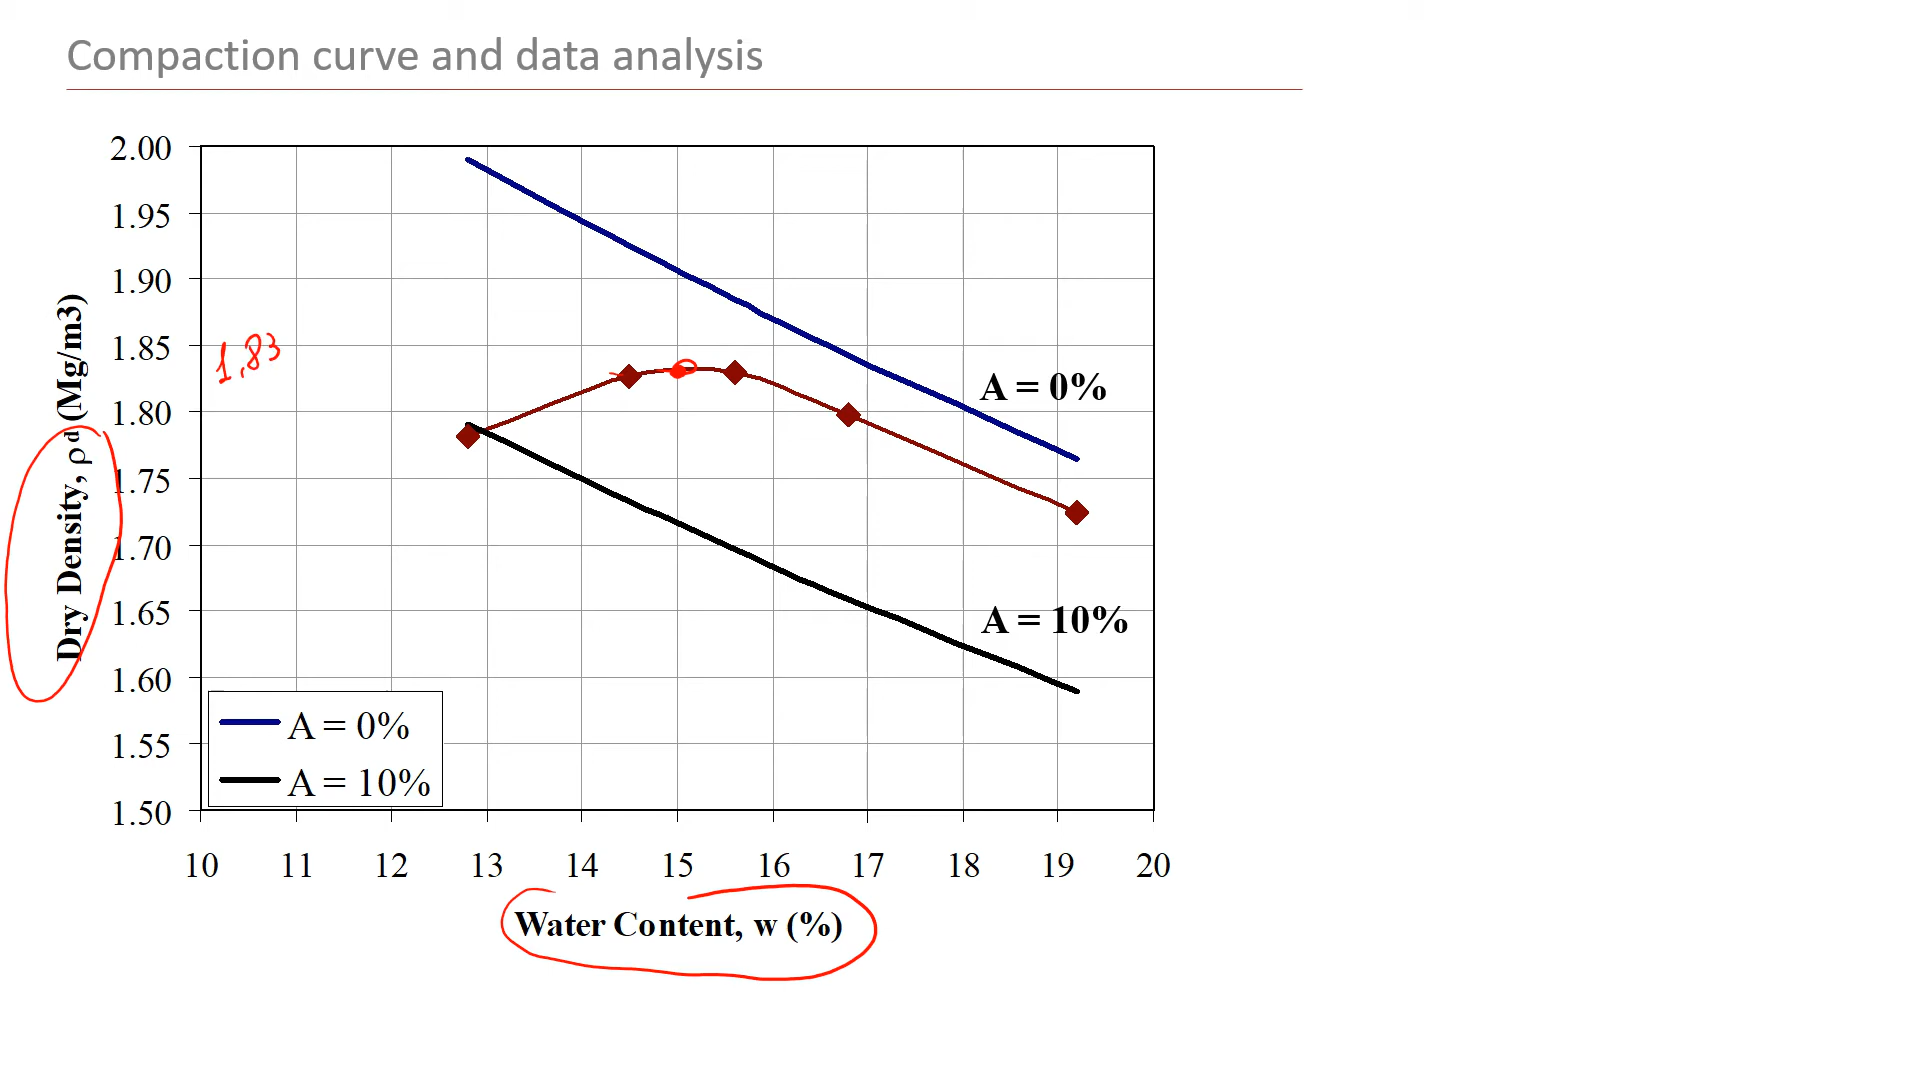 Compaction curve and data analysis
2.00
1.95
1.90
1.85
1.80
1.75
1.70
1.65
1.60
1.55
1.50
Dry Density, ρd (Mg/m3)
1,83
A = 0%
A = 10%
A = 0%
A = 10%
10 11 12 13 14 15 16 17 18 19 20
Water Content, w (%)